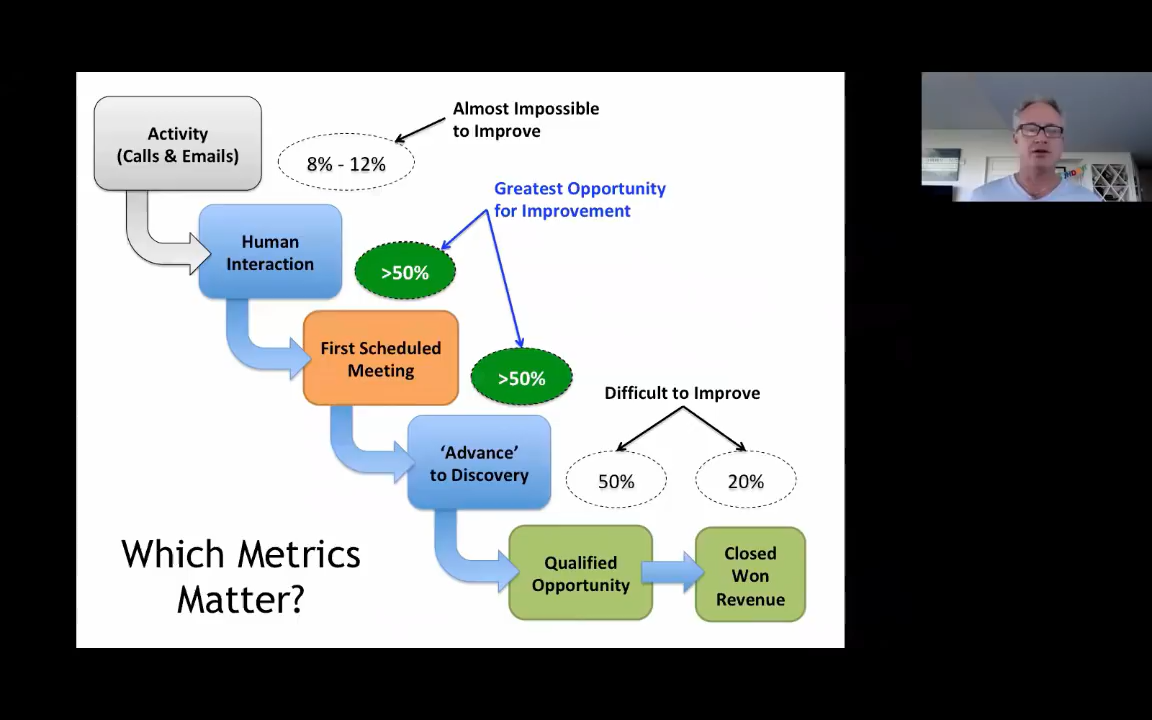 Activity
(Calls & Emails)
8% - 12%
Almost Impossible
to Improve
Greatest Opportunity
for Improvement
Human
Interaction
>50%
First Scheduled
Meeting
>50%
Difficult to Improve
‘Advance’
to Discovery
50%
20%
Which Metrics
Matter?
Qualified
Opportunity
Closed
Won
Revenue